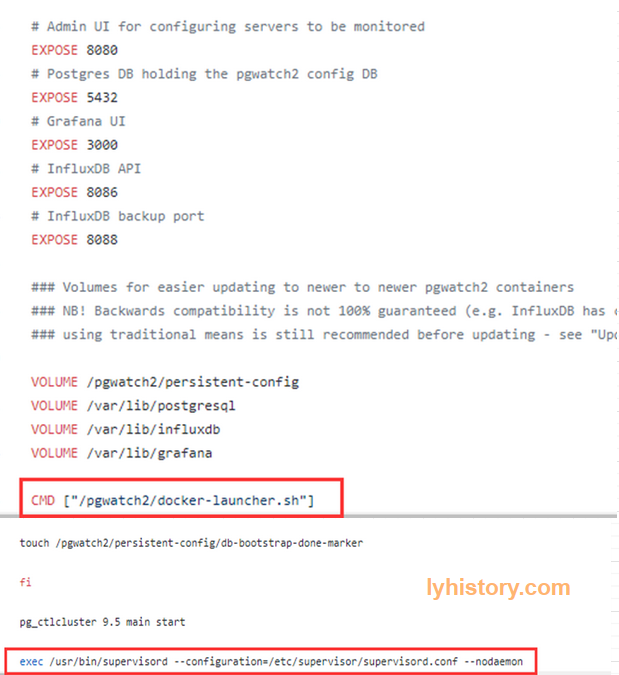 # Admin UI for configuring servers to be monitored
EXPOSE 8080
# Postgres DB holding the pgwatch2 config DB
EXPOSE 5432
# Grafana UI
EXPOSE 3000
# InfluxDB API
EXPOSE 8086
# InfluxDB backup port
EXPOSE 8088
### Volumes for easier updating to newer to newer pgwatch2 containers
### NB! Backwards compatibility is not 100% guaranteed (e.g. InfluxDB has
### using traditional means is still recommended before updating - see "Upd
VOLUME /pgwatch2/persistent-config
VOLUME /var/lib/postgresql
VOLUME /var/lib/influxdb
VOLUME /var/lib/grafana
CMD ["/pgwatch2/docker-launcher.sh"]
touch /pgwatch2/persistent-config/db-bootstrap-done-marker
fi
lyhistory.com
pg_ctlcluster 9.5 main start
exec /usr/bin/supervisord --configuration=/etc/supervisor/supervisord.conf --nodaemon